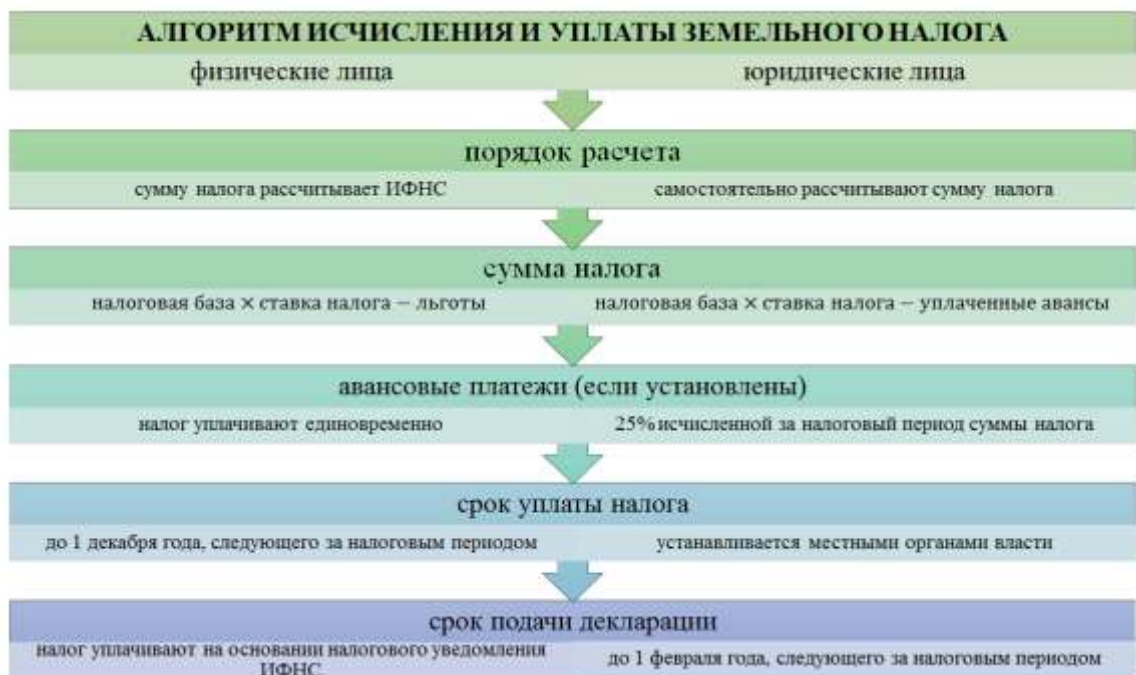 АЛГОРИТМ ИСЧИСЛЕНИЯ И УПЛАТЫ ЗЕМЕЛЬНОГО НАЛОГА
физические лица
юридические лица
порядок расчета
сумму налога рассчитывает ИФНС
самостоятельно рассчитывают сумму налога
сумма налога
налоговая база × ставка налога − льготы
налоговая база × ставка налога − уплаченные авансы
авансовые платежи (если установлены)
налог уплачивают единовременно
25% исчисленной за налоговый период суммы налога
срок уплаты налога
до 1 декабря года, следующего за налоговым периодом
устанавливается местными органами власти
срок подачи декларации
налог уплачивают на основании налогового уведомления
ИФНС
до 1 февраля года, следующего за налоговым периодом